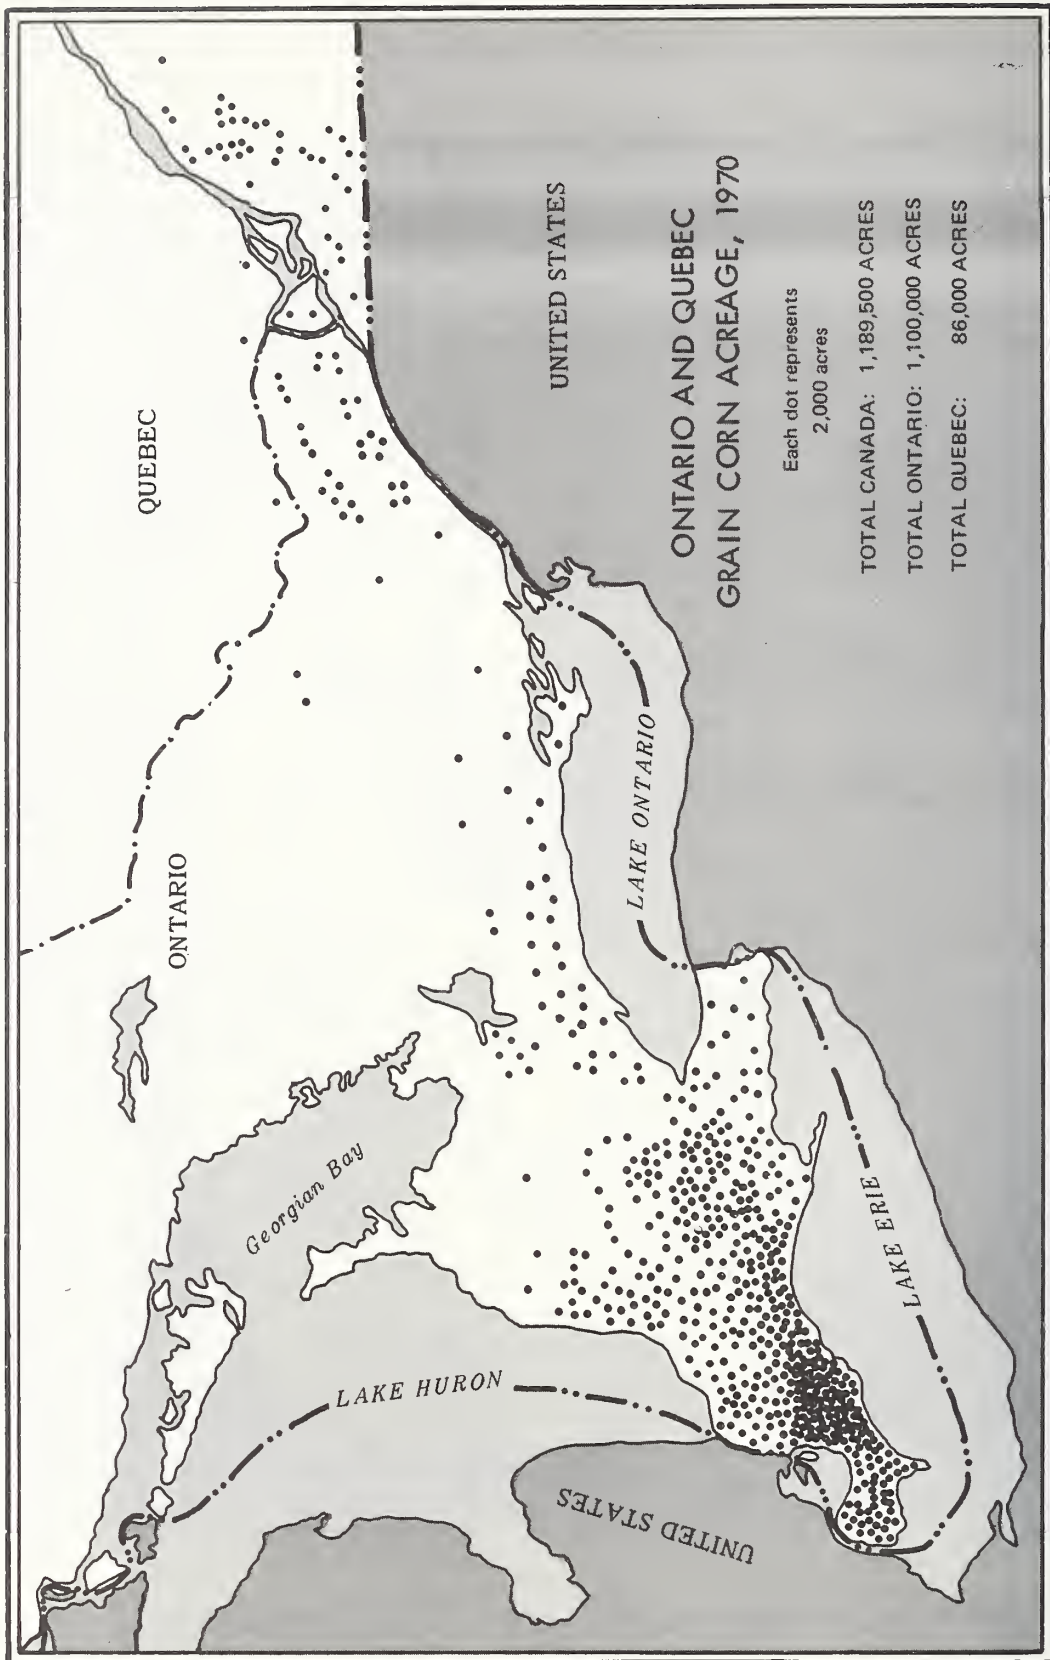 QUEBEC
ONTARIO
UNITED STATES
ONTARIO AND QUEBEC
GRAIN CORN ACREAGE, 1970
Each dot represents
2,000 acres
TOTAL CANADA: 1,189,500 ACRES
TOTAL ONTARIO: 1,100,000 ACRES
TOTAL QUEBEC: 86,000 ACRES
Georgian Bay
LAKE HURON
LAKE ONTARIO
LAKE ERIE
UNITED STATES